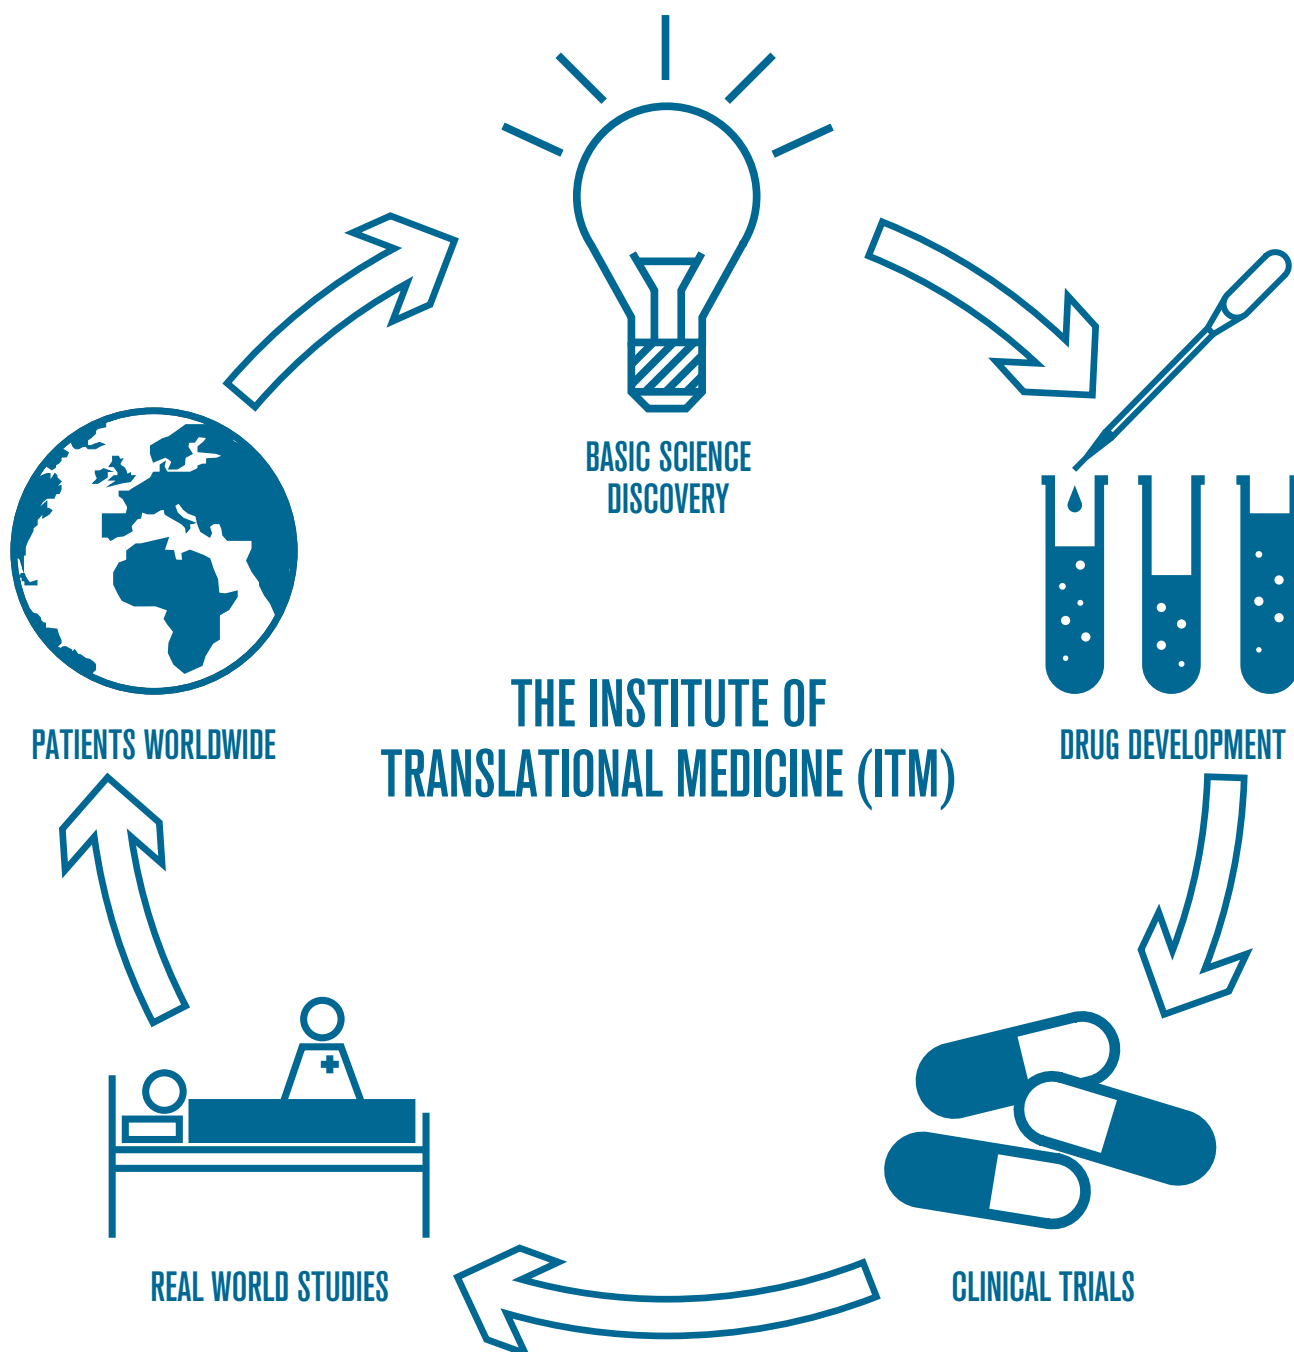 BASIC SCIENCE
DISCOVERY
PATIENTS WORLDWIDE
THE INSTITUTE OF
TRANSLATIONAL MEDICINE (ITM)
DRUG DEVELOPMENT
REAL WORLD STUDIES
CLINICAL TRIALS